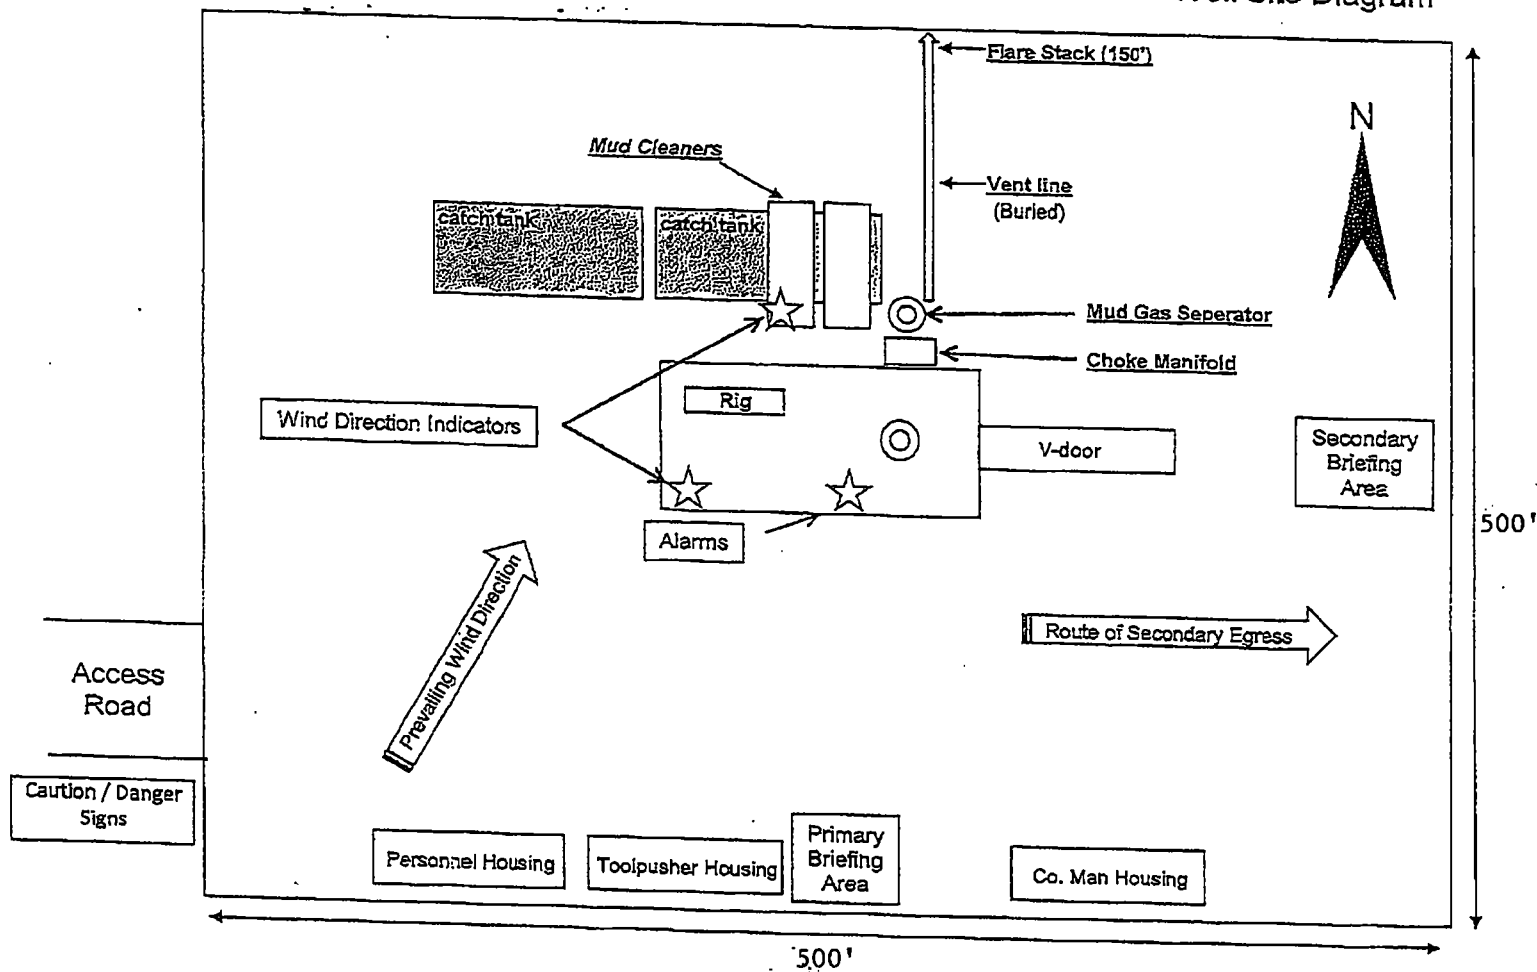 Site Diagram
Flare Stack (150')
N
Mud Cleaners
Vent line
(Buried)
catch tank
catch tank
Mud Gas Seperator
Choke Manifold
Rig
Wind Direction Indicators
V-door
Secondary
Briefing
Area
500'
Alarms
Prevailing Wind Direction
Route of Secondary Egress
Access
Road
Caution / Danger
Signs
Personnel Housing
Toolpusher Housing
Primary
Briefing
Area
Co. Man Housing
500'